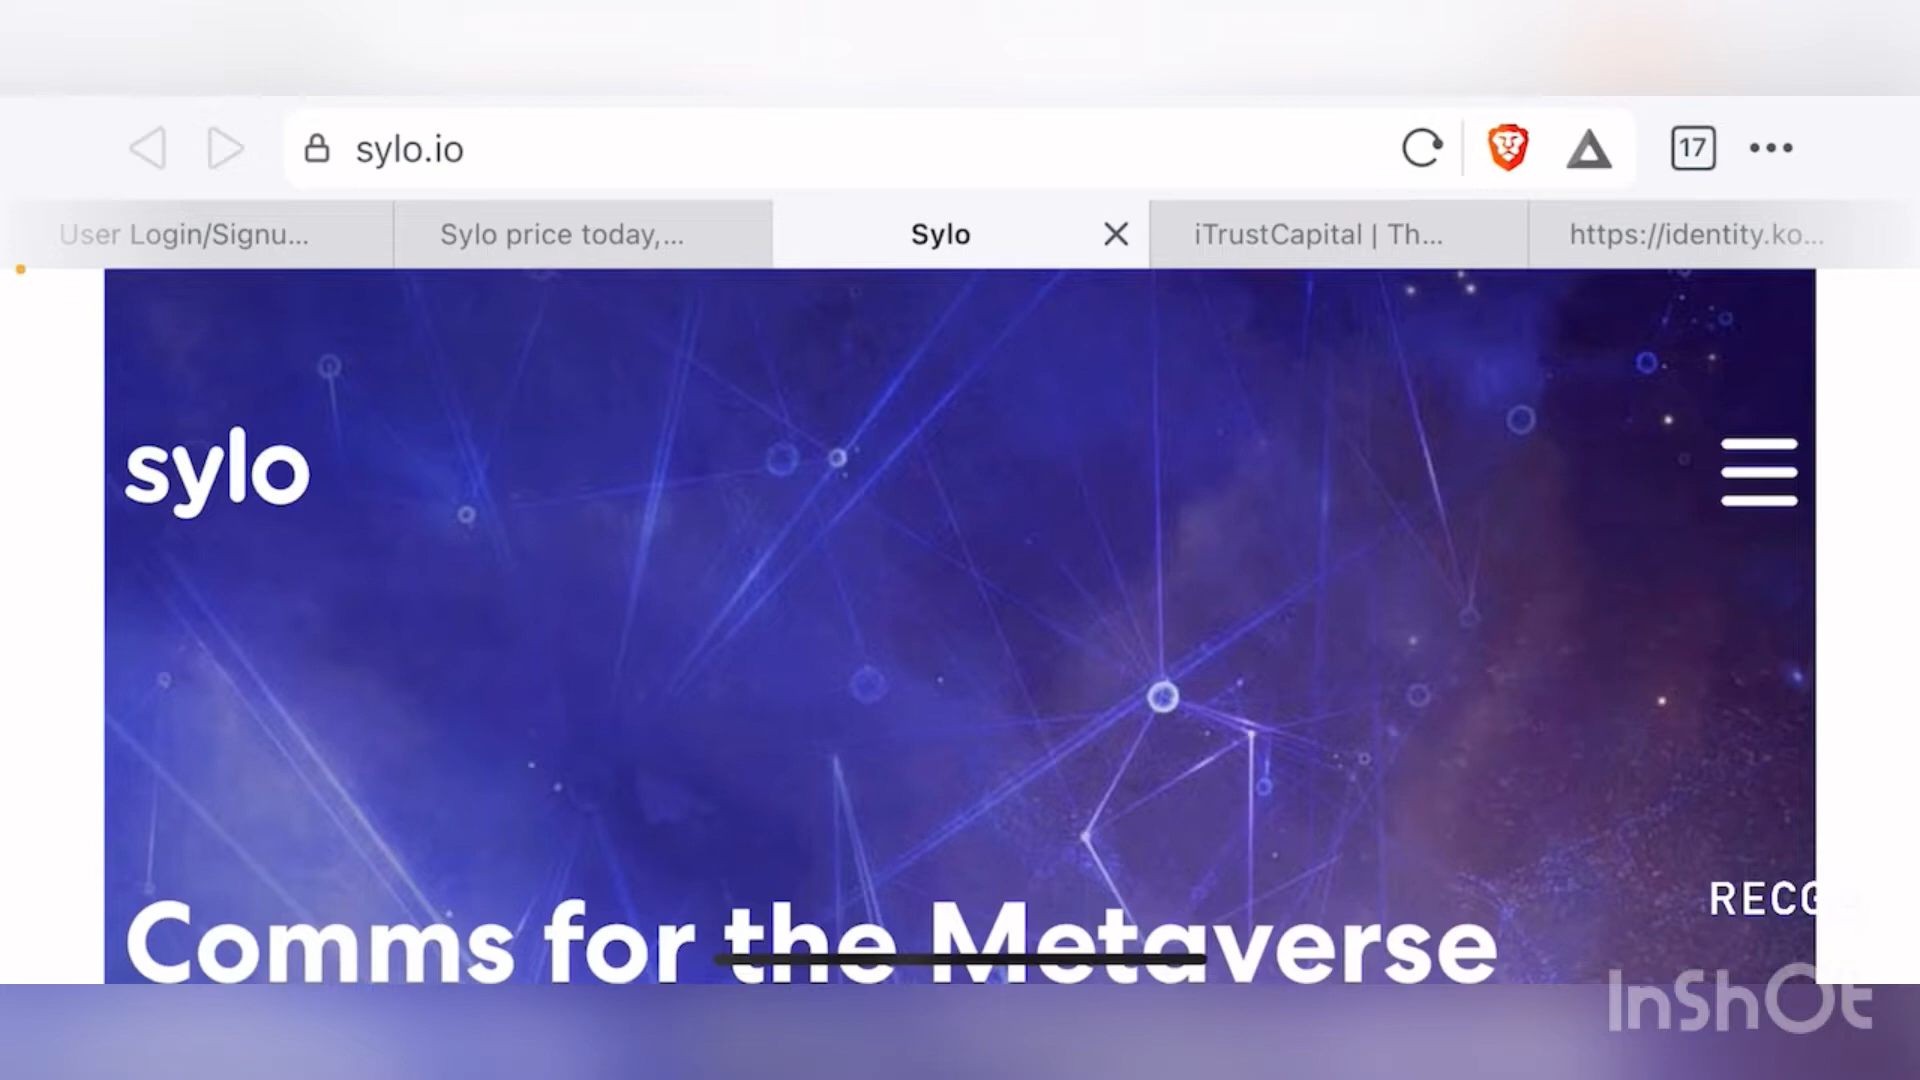 sylo.io
17
User Login/Signu...
Sylo price today,...
Sylo
iTrustCapital | Th...
https://identity.ko...
sylo
Comms for the Metaverse
InShOt